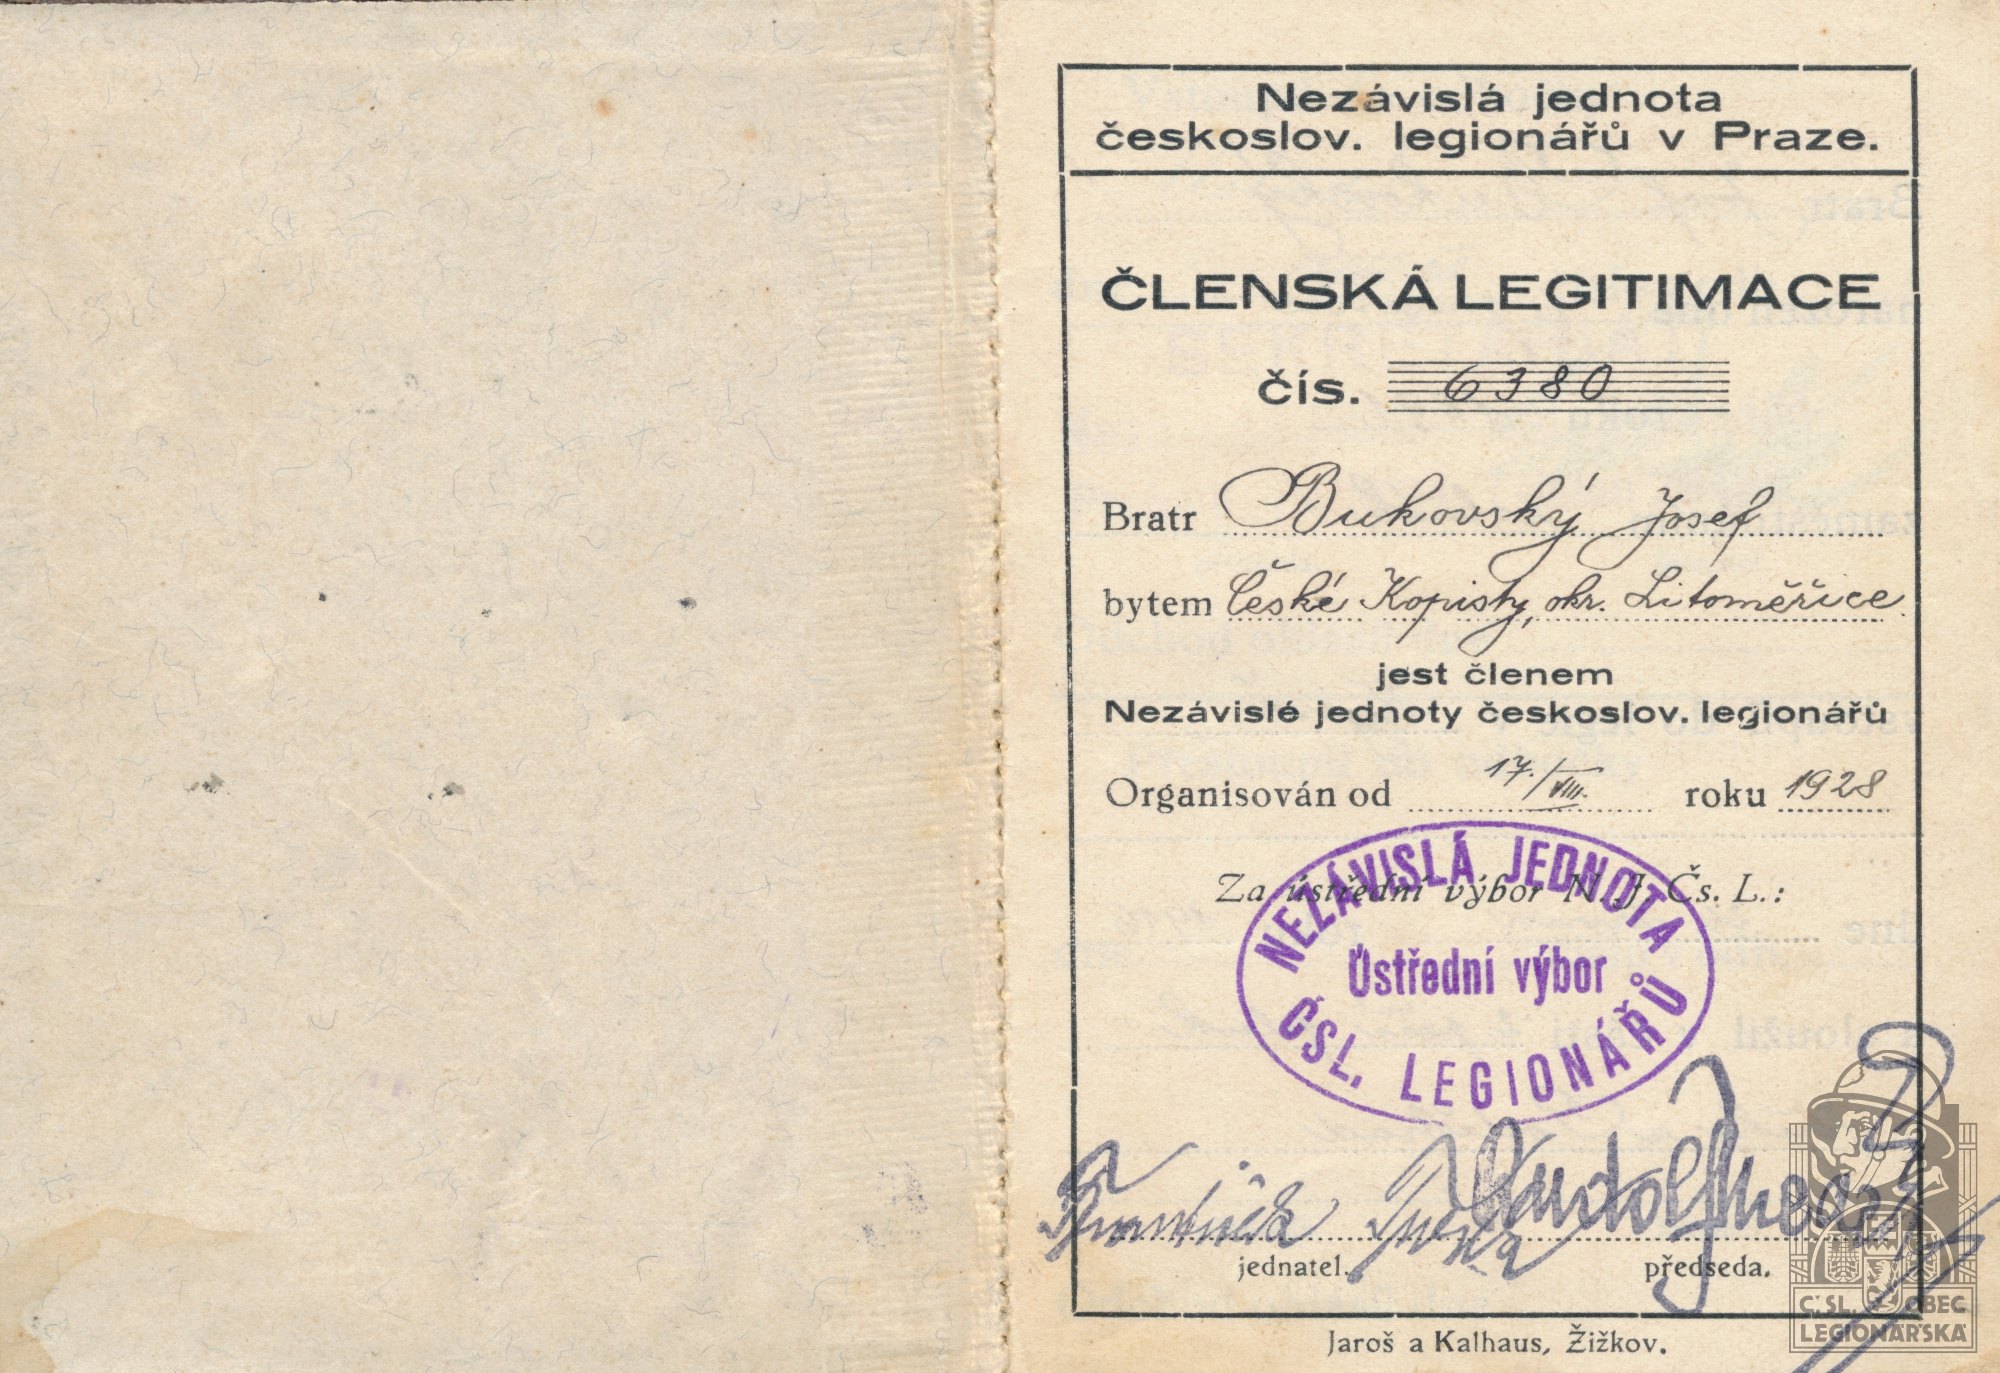 Nezávislá jednota
českoslov. legionářů v Praze.
ČLENSKÁ LEGITIMACE
čís. 6380
Bratr Bukovský Josef
bytem České Kopisty, okr. Litoměřice.
jest členem
Nezávislé jednoty českoslov. legionářů
Organisován od 17./VIII. roku 1928
Za ústřední výbor N. J. Čs. L.:
NEZÁVISLÁ JEDNOTA
Ústřední výbor
ČSL. LEGIONÁŘŮ
jednatel. předseda.
Jaroš a Kalhaus, Žižkov.
Č. SL. OBEC
LEGIONÁŘSKÁ